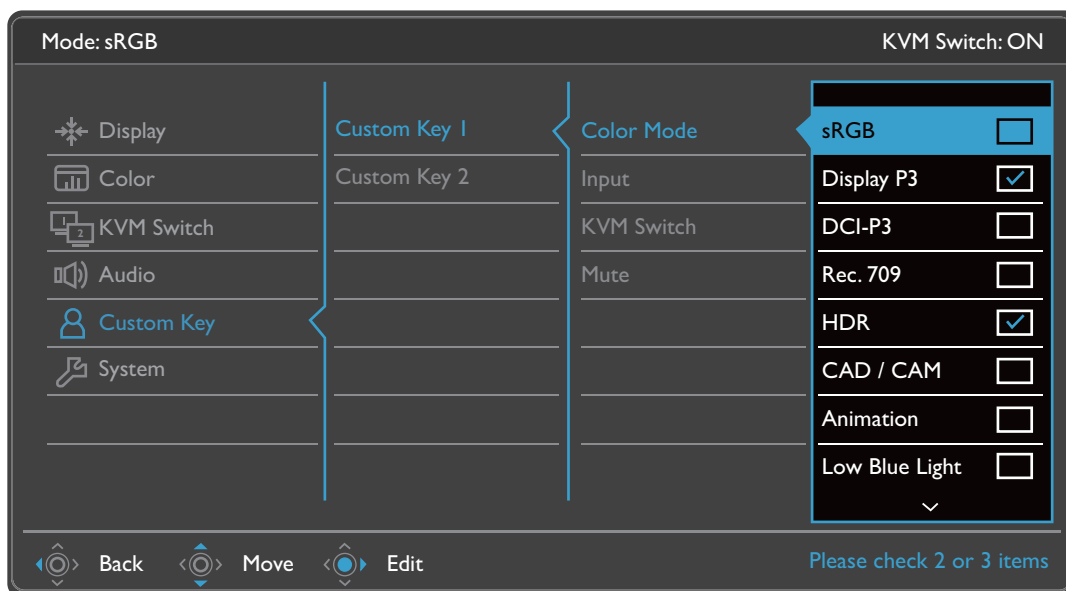 Mode: sRGB KVM Switch: ON
Display Custom Key 1 Color Mode sRGB
Color Custom Key 2 Input Display P3
1 2 KVM Switch KVM Switch DCI-P3
Audio Mute Rec. 709
Custom Key HDR
System CAD / CAM
Animation
Low Blue Light
Back Move Edit Please check 2 or 3 items